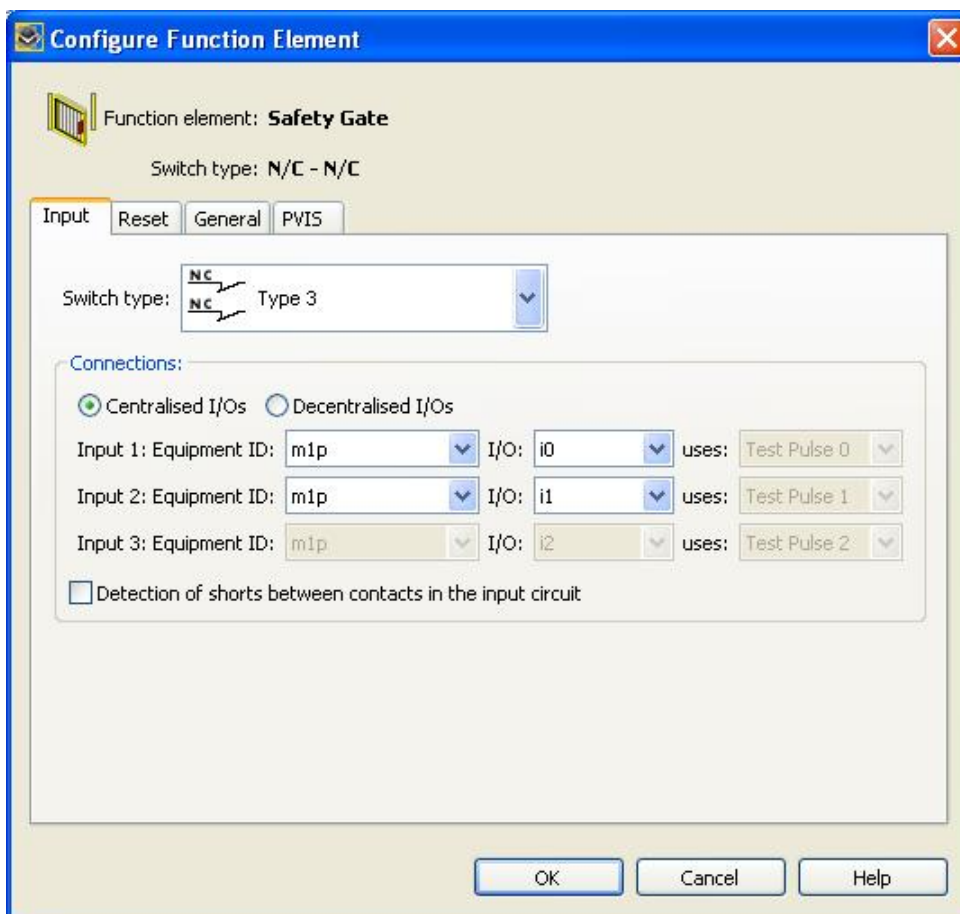 Configure Function Element
Function element: Safety Gate
Switch type: N/C - N/C
Input Reset General PVIS
Switch type: NC NC Type 3
Connections:
Centralised I/Os Decentralised I/Os
Input 1: Equipment ID: m1p I/O: i0 uses: Test Pulse 0
Input 2: Equipment ID: m1p I/O: i1 uses: Test Pulse 1
Input 3: Equipment ID: m1p I/O: i2 uses: Test Pulse 2
Detection of shorts between contacts in the input circuit
OK Cancel Help